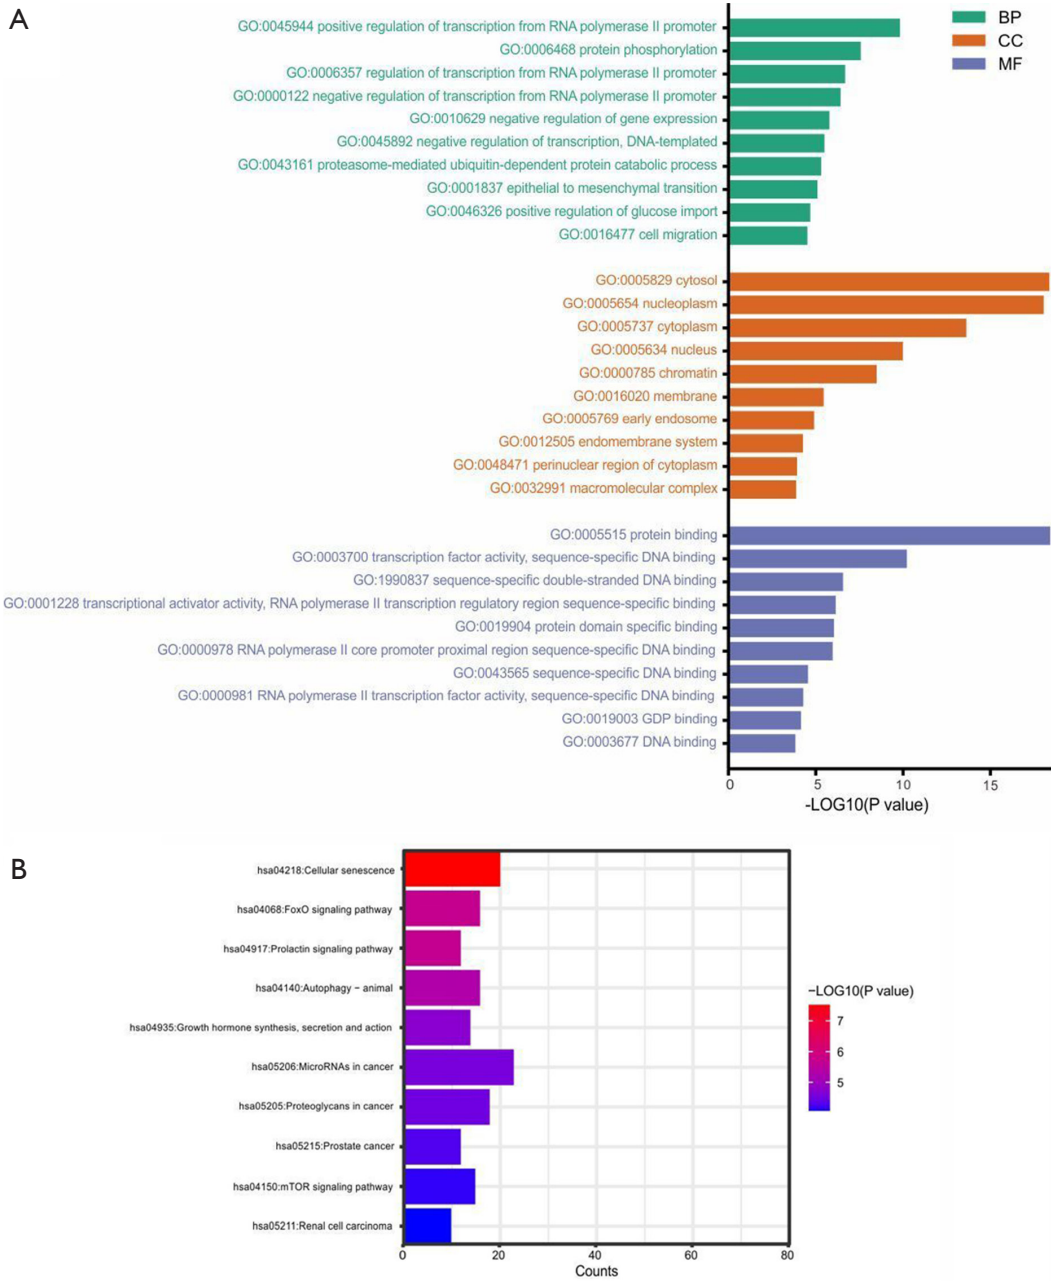 A
BP
CC
MF
GO:0045944 positive regulation of transcription from RNA polymerase II promoter
GO:0006468 protein phosphorylation
GO:0006357 regulation of transcription from RNA polymerase II promoter
GO:0000122 negative regulation of transcription from RNA polymerase II promoter
GO:0010629 negative regulation of gene expression
GO:0045892 negative regulation of transcription, DNA-templated
GO:0043161 proteasome-mediated ubiquitin-dependent protein catabolic process
GO:0001837 epithelial to mesenchymal transition
GO:0046326 positive regulation of glucose import
GO:0016477 cell migration
GO:0005829 cytosol
GO:0005654 nucleoplasm
GO:0005737 cytoplasm
GO:0005634 nucleus
GO:0000785 chromatin
GO:0016020 membrane
GO:0005769 early endosome
GO:0012505 endomembrane system
GO:0048471 perinuclear region of cytoplasm
GO:0032991 macromolecular complex
GO:0005515 protein binding
GO:0003700 transcription factor activity, sequence-specific DNA binding
GO:1990837 sequence-specific double-stranded DNA binding
GO:0001228 transcriptional activator activity, RNA polymerase II transcription regulatory region sequence-specific binding
GO:0019904 protein domain specific binding
GO:0000978 RNA polymerase II core promoter proximal region sequence-specific DNA binding
GO:0043565 sequence-specific DNA binding
GO:0000981 RNA polymerase II transcription factor activity, sequence-specific DNA binding
GO:0019003 GDP binding
GO:0003677 DNA binding
0 5 10 15
-LOG10(P value)
B
hsa04218:Cellular senescence
hsa04068:FoxO signaling pathway
hsa04917:Prolactin signaling pathway
hsa04140:Autophagy − animal
hsa04935:Growth hormone synthesis, secretion and action
hsa05206:MicroRNAs in cancer
hsa05205:Proteoglycans in cancer
hsa05215:Prostate cancer
hsa04150:mTOR signaling pathway
hsa05211:Renal cell carcinoma
0 20 40 60 80
Counts
−LOG10(P value)
7
6
5